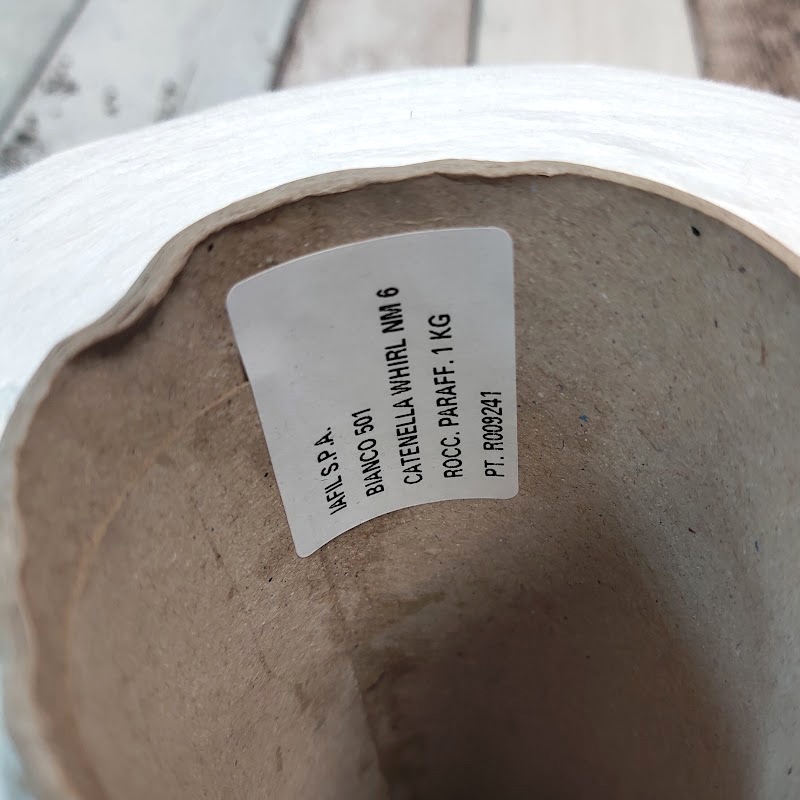 IAFIL S.P.A.
BIANCO 501
CATENELLA WHIRL NM 6
ROCC. PARAFF. 1 KG
PT. R009241